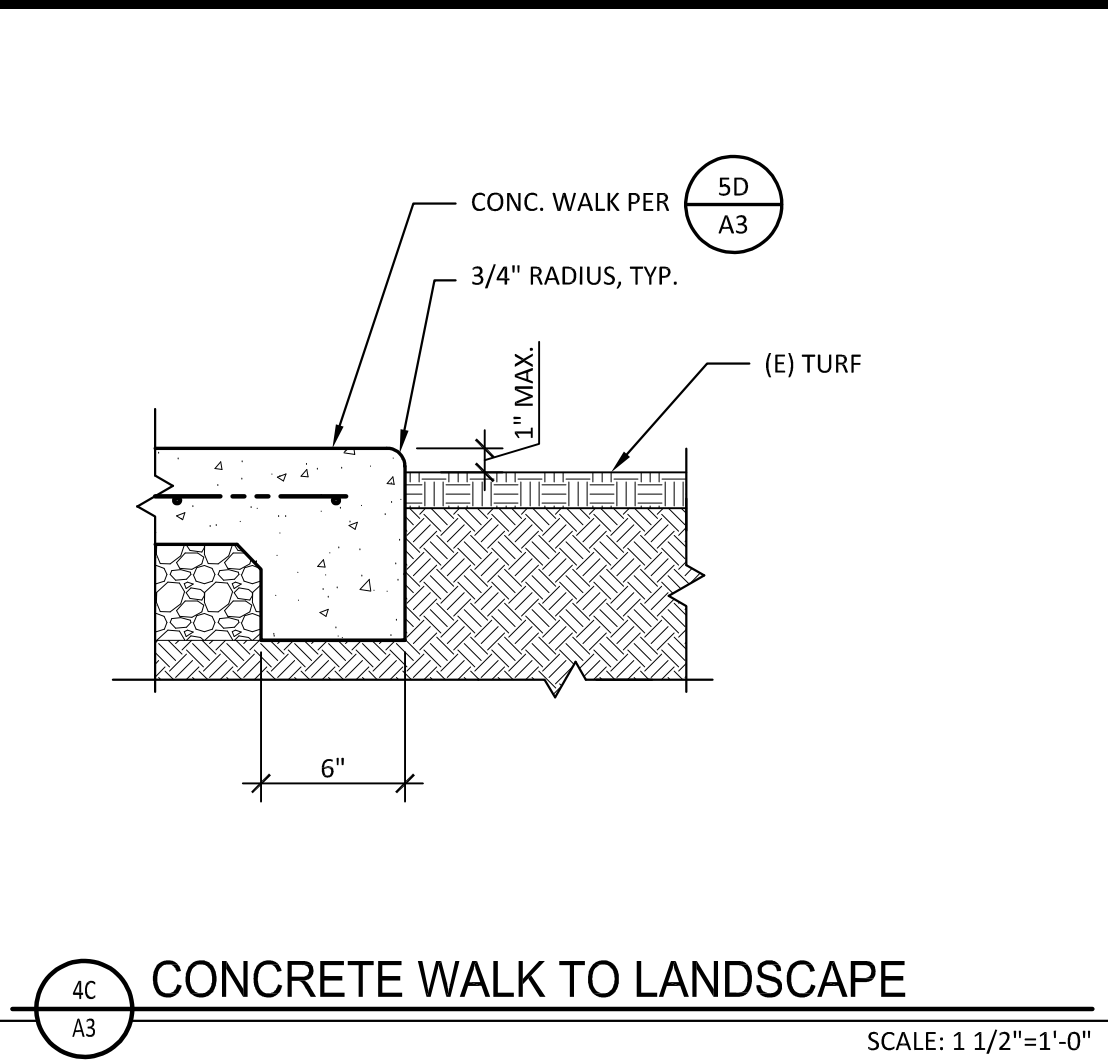 5D
CONC. WALK PER
A3
3/4" RADIUS, TYP.
1" MAX.
(E) TURF
6"
4C
CONCRETE WALK TO LANDSCAPE
A3
SCALE: 1 1/2"=1'-0"